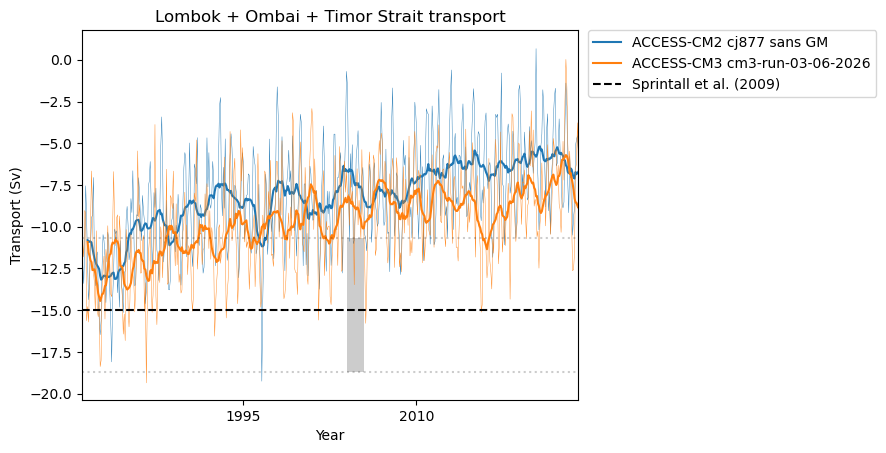 Lombok + Ombai + Timor Strait transport
ACCESS-CM2 cj877 sans GM
ACCESS-CM3 cm3-run-03-06-2026
Sprintall et al. (2009)
0.0
−2.5
−5.0
−7.5
−10.0
−12.5
−15.0
−17.5
−20.0
Transport (Sv)
1995
2010
Year